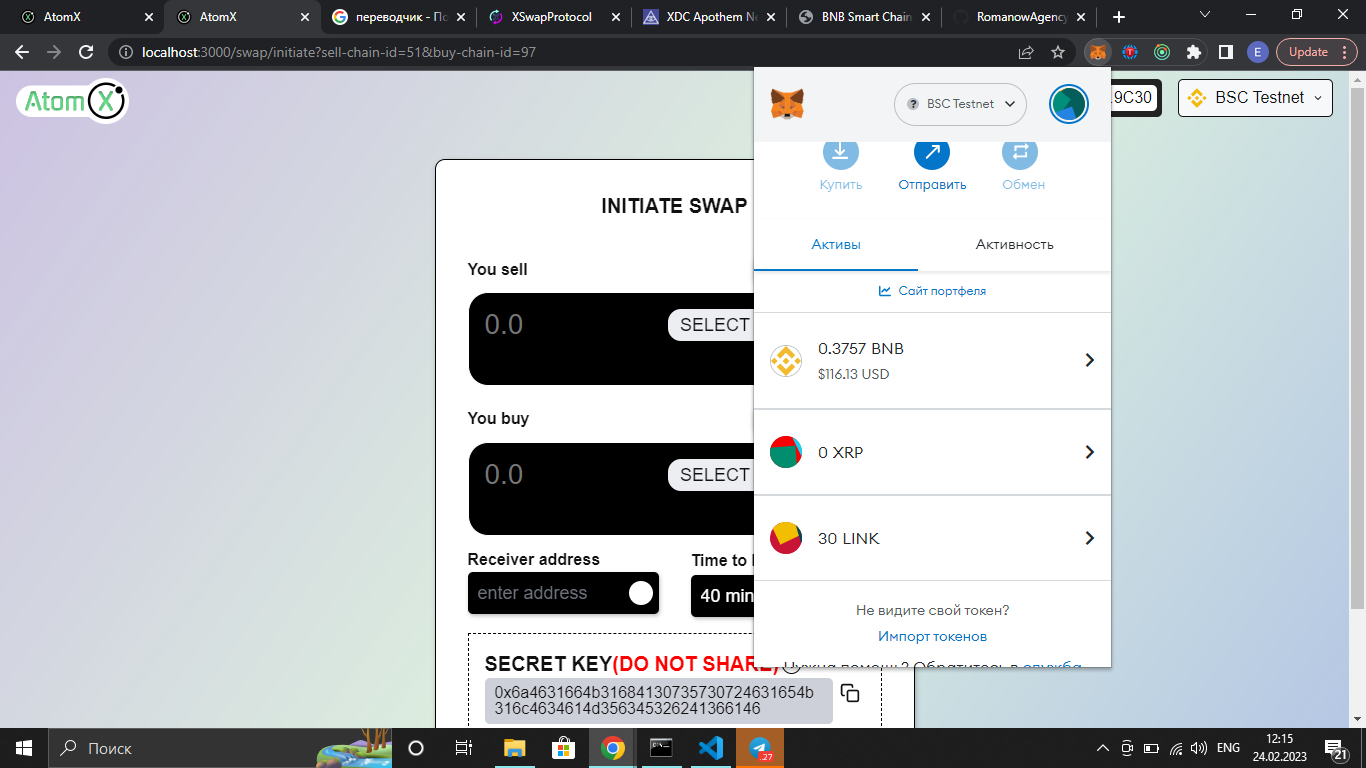 AtomX
AtomX
переводчик - По
XSwapProtocol
XDC Apothem Ne
BNB Smart Chain
RomanowAgency
localhost:3000/swap/initiate?sell-chain-id=51&buy-chain-id=97
E
Update
AtomX
.9C30
BSC Testnet
BSC Testnet
Купить
Отправить
Обмен
Активы
Активность
Сайт портфеля
0.3757 BNB
$116.13 USD
0 XRP
30 LINK
Не видите свой токен?
Импорт токенов
Нужна помощь? Обратитесь в служба
INITIATE SWAP
You sell
0.0
SELECT
You buy
0.0
SELECT
Receiver address
enter address
Time to
40 min
SECRET KEY(DO NOT SHARE)
0x6a4631664b31684130735730724631654b
316c4634614d356345326241366146
Поиск
27
ENG
12:15
24.02.2023
21